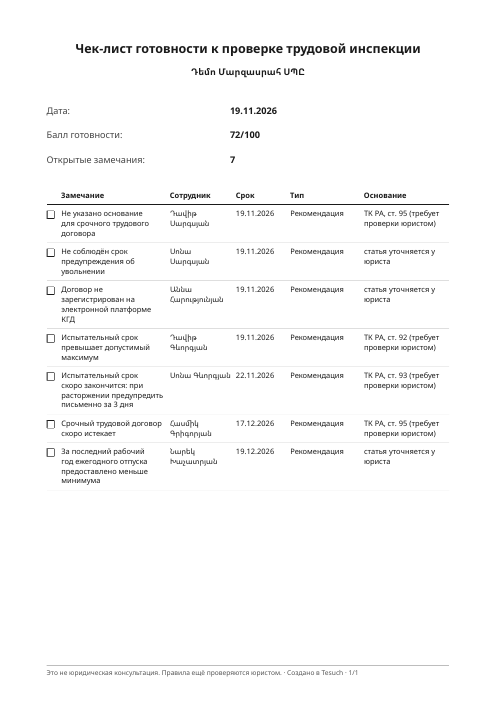 Чек-лист готовности к проверке трудовой инспекции
Դեմո Մարզասրահ ՍՊԸ
Дата: 19.11.2026
Балл готовности: 72/100
Открытые замечания: 7
Замечание Сотрудник Срок Тип Основание
Не указано основание Դավիթ 19.11.2026 Рекомендация ТК РА, ст. 95 (требует
для срочного трудового Սարգսյան проверки юристом)
договора
Не соблюдён срок Աննա 19.11.2026 Рекомендация статья уточняется у
предупреждения об Սարգսյան юриста
увольнении
Договор не Աննա 19.11.2026 Рекомендация статья уточняется у
зарегистрирован на Հարությունյան юриста
электронной платформе
КГД
Испытательный срок Դավիթ 19.11.2026 Рекомендация ТК РА, ст. 92 (требует
превышает допустимый Գևորգյան проверки юристом)
максимум
Испытательный срок Աննա Գևորգյան 22.11.2026 Рекомендация ТК РА, ст. 93 (требует
скоро закончится: при проверки юристом)
расторжении предупредить
письменно за 3 дня
Срочный трудовой договор Հասմիկ 17.12.2026 Рекомендация ТК РА, ст. 95 (требует
скоро истекает Գրիգորյան проверки юристом)
За последний рабочий Նարեկ 19.12.2026 Рекомендация статья уточняется у
год ежегодного отпуска Խաչատրյան юриста
предоставлено меньше
минимума
Это не юридическая консультация. Правила ещё проверяются юристом. · Создано в Tesuch · 1/1